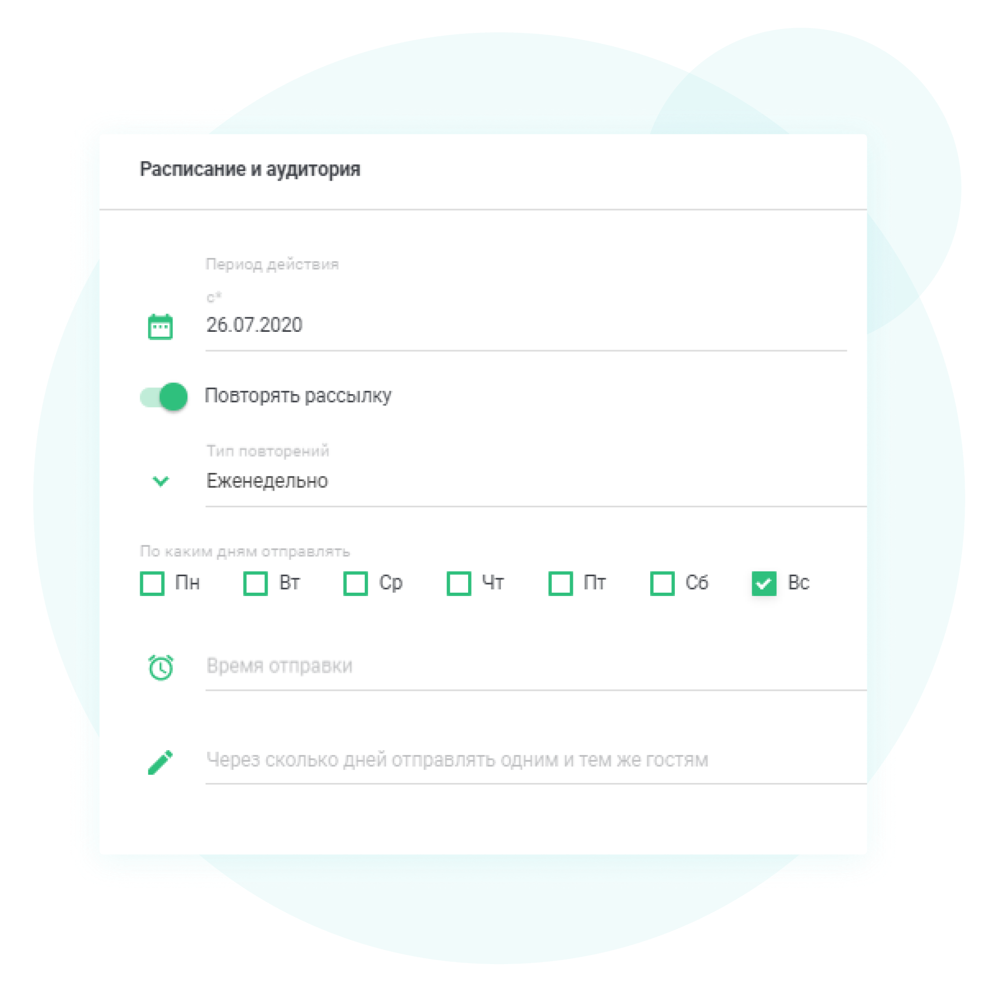 Расписание и аудитория
Период действия
с*
26.07.2020
Повторять рассылку
Тип повторений
Еженедельно
По каким дням отправлять
Пн Вт Ср Чт Пт Сб Вс
Время отправки
Через сколько дней отправлять одним и тем же гостям